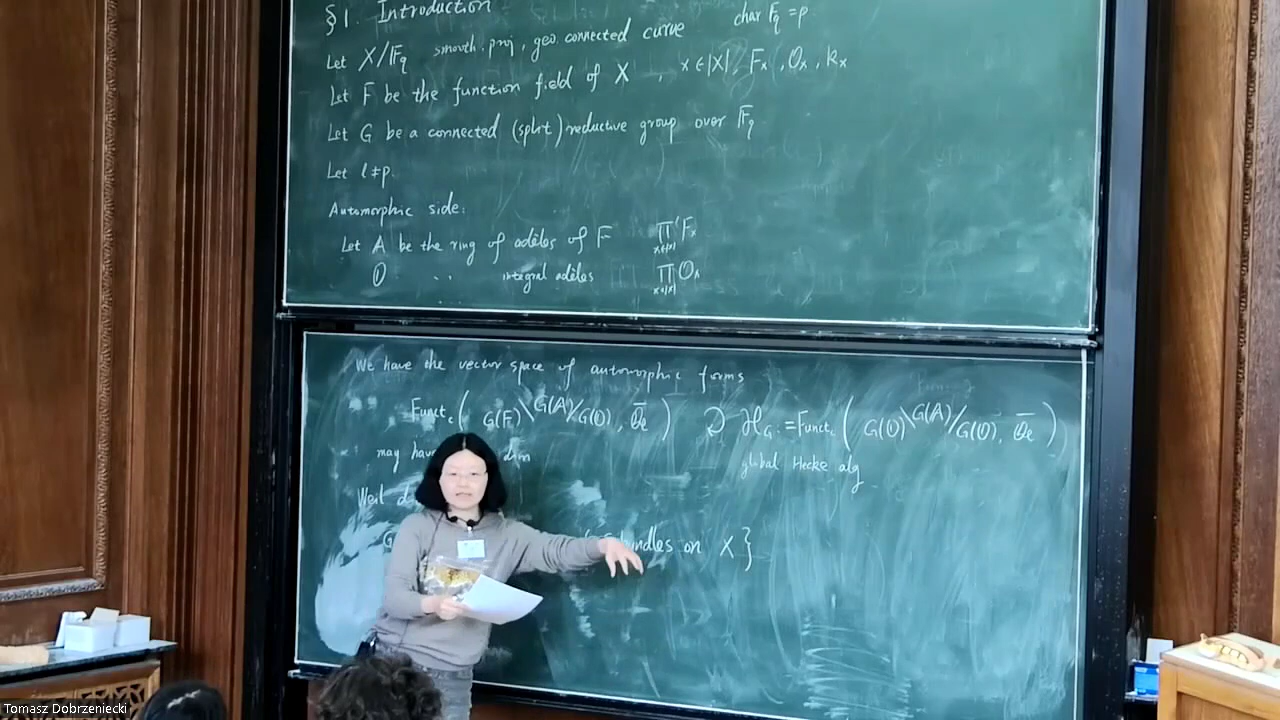 §1. Introduction
Let X/𝔽_q smooth proj, geo. connected curve char 𝔽_q = p.
Let F be the function field of X, x∈|X|, F_x, O_x, k_x
Let G be a connected (split) reductive group over 𝔽_q
Let l≠p.
Automorphic side:
Let A be the ring of adèles of F ∏'_{x∈|X|} F_x
𝕆 .. integral adèles ∏_{x∈|X|} O_x
We have the vector space of automorphic forms
Funct_c( G(F)\G(A)/G(𝕆), \bar{Q}_ℓ ) ⊃ ℋ_G := Funct_c( G(𝕆)\G(A)/G(𝕆), \bar{Q}_ℓ )
may dim global Hecke alg
Weil
bundles on X}
Tomasz Dobrzeniecki